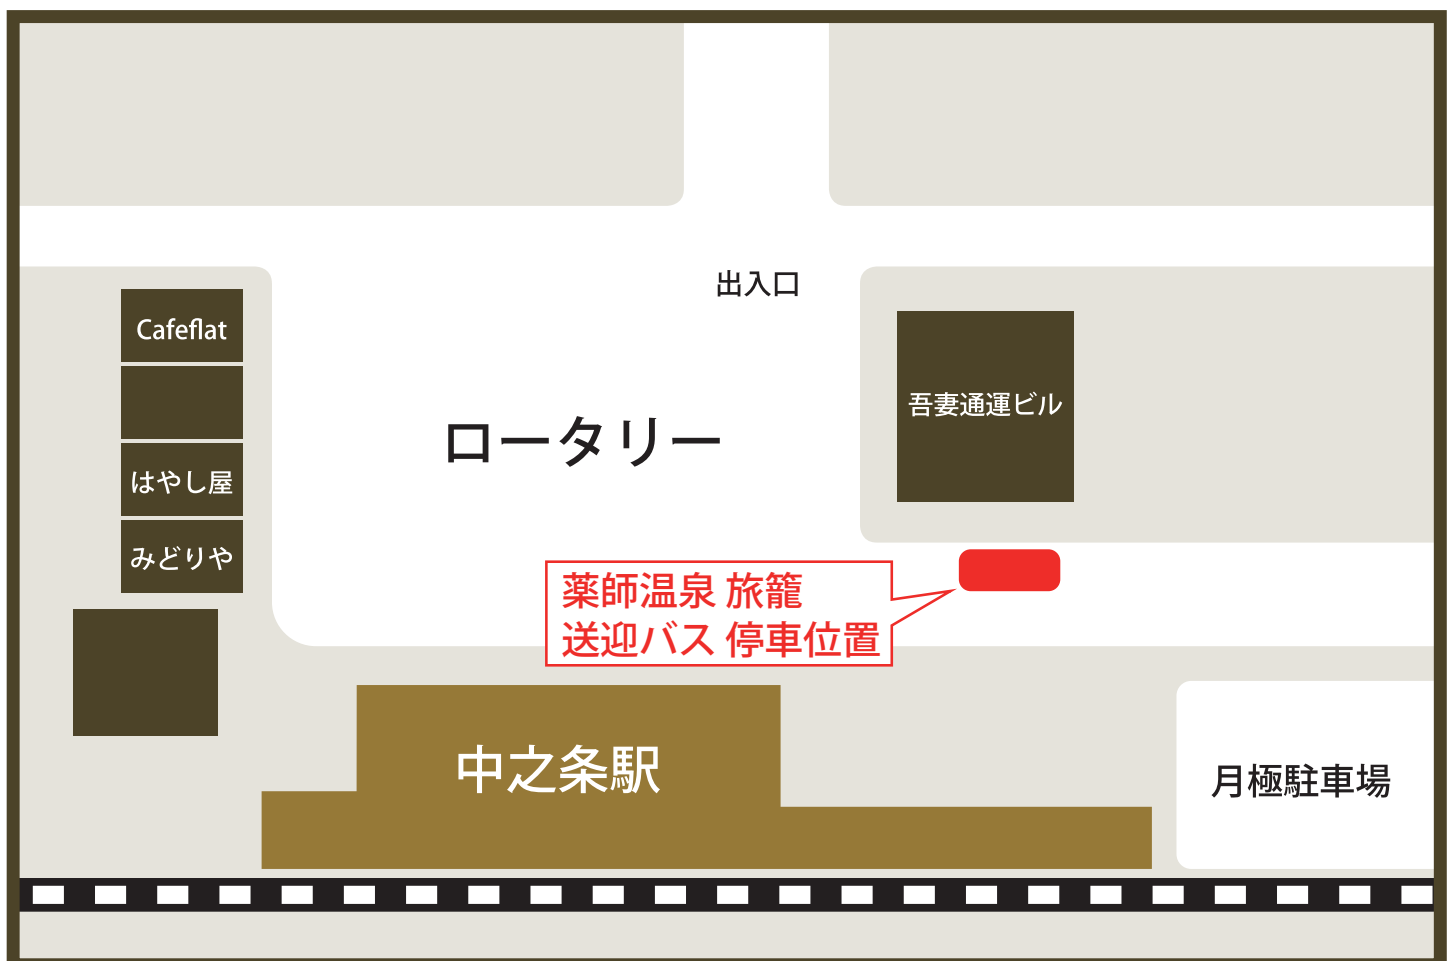 出入口
Cafeflat
吾妻通運ビル
ロータリー
はやし屋
みどりや
薬師温泉 旅籠
送迎バス 停車位置
中之条駅
月極駐車場